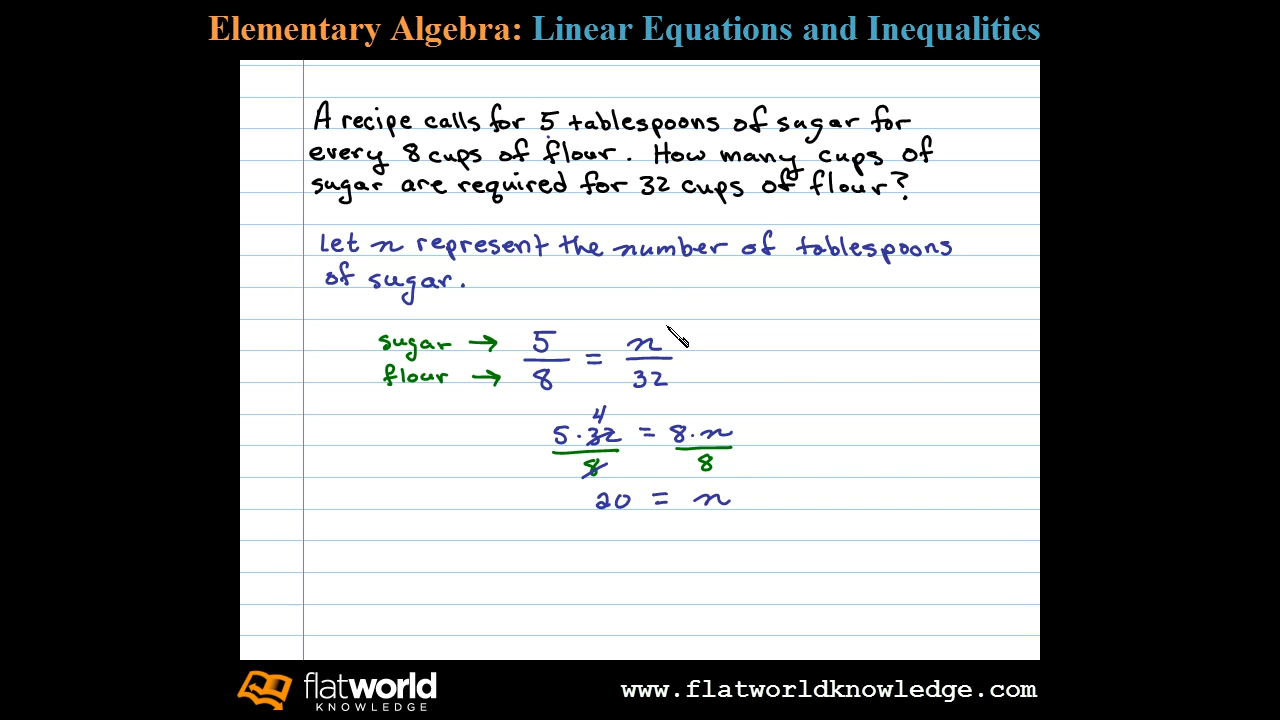 Elementary Algebra: Linear Equations and Inequalities
A recipe calls for 5 tablespoons of sugar for
every 8 cups of flour. How many cups of
sugar are required for 32 cups of flour?
Let n represent the number of tablespoons
of sugar.
sugar → 5/8 = n/32
flour →
4
5 · 32 = 8 · n
8 8
20 = n
flatworld
KNOWLEDGE
www.flatworldknowledge.com